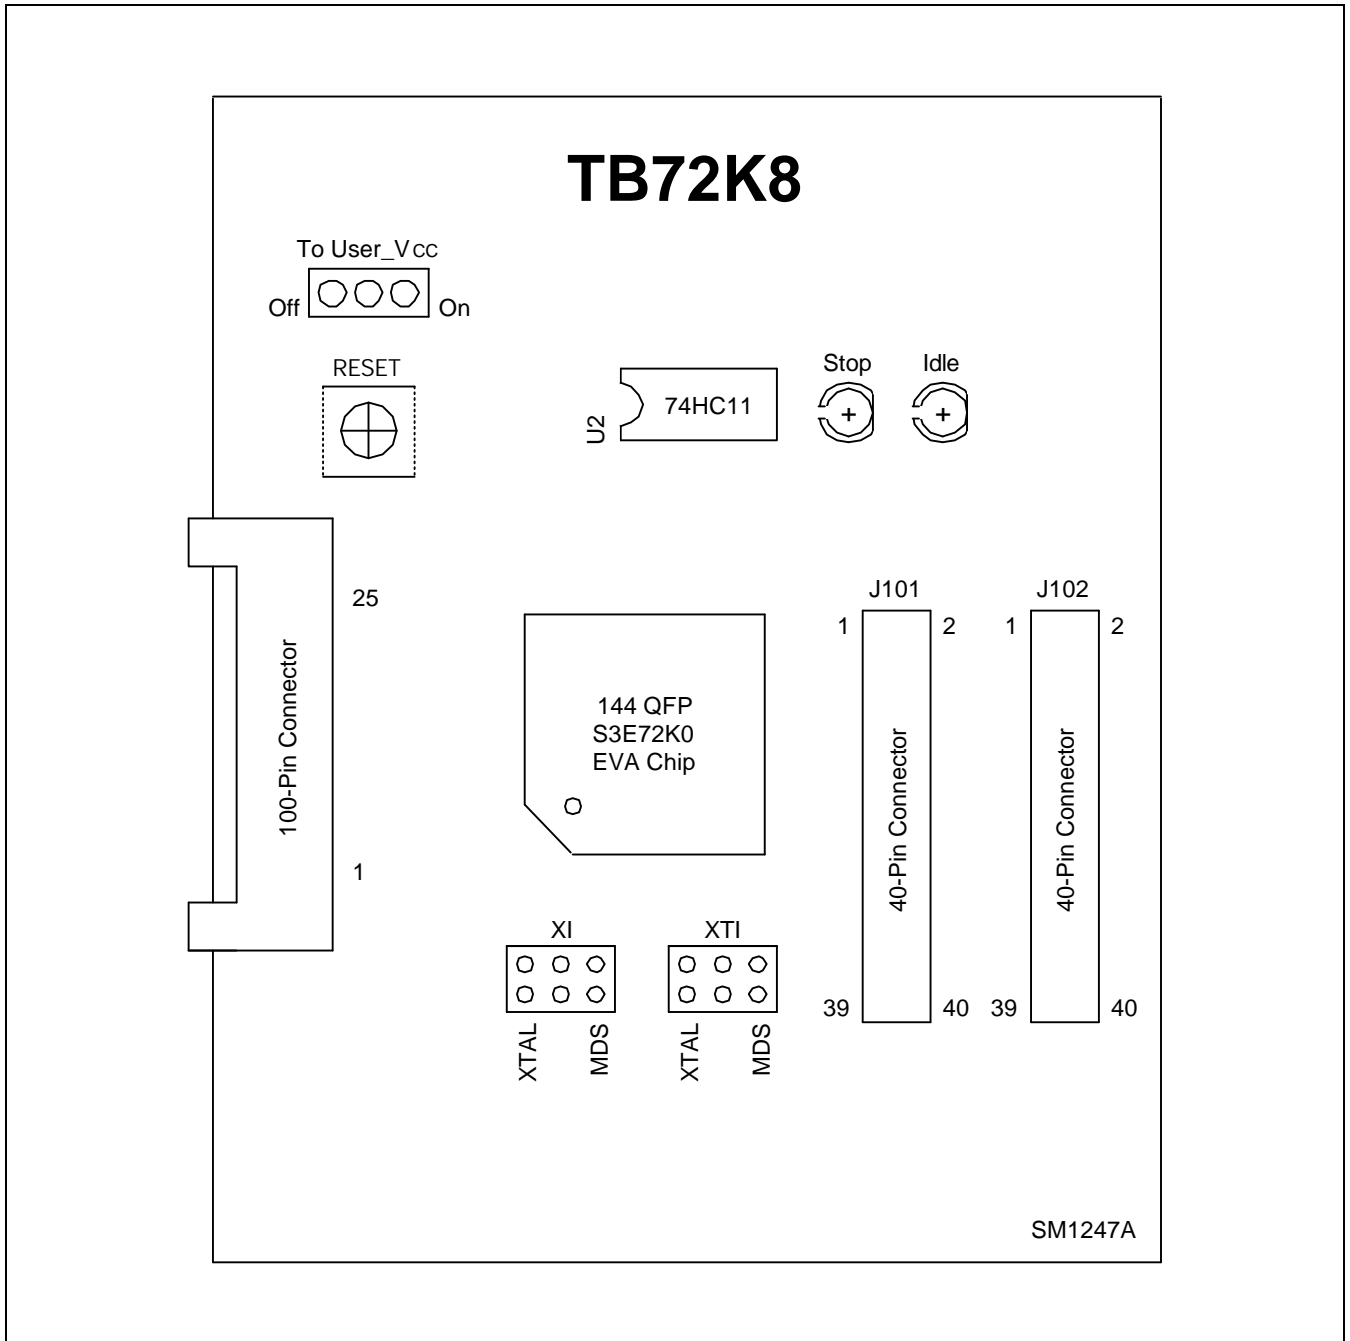 TB72K8
To User_VCC
Off
On
RESET
Stop
Idle
U2
74HC11
25
100-Pin Connector
1
144 QFP
S3E72K0
EVA Chip
J101
1
2
40-Pin Connector
39
40
J102
1
2
40-Pin Connector
39
40
XI
XTAL
MDS
XTI
XTAL
MDS
SM1247A